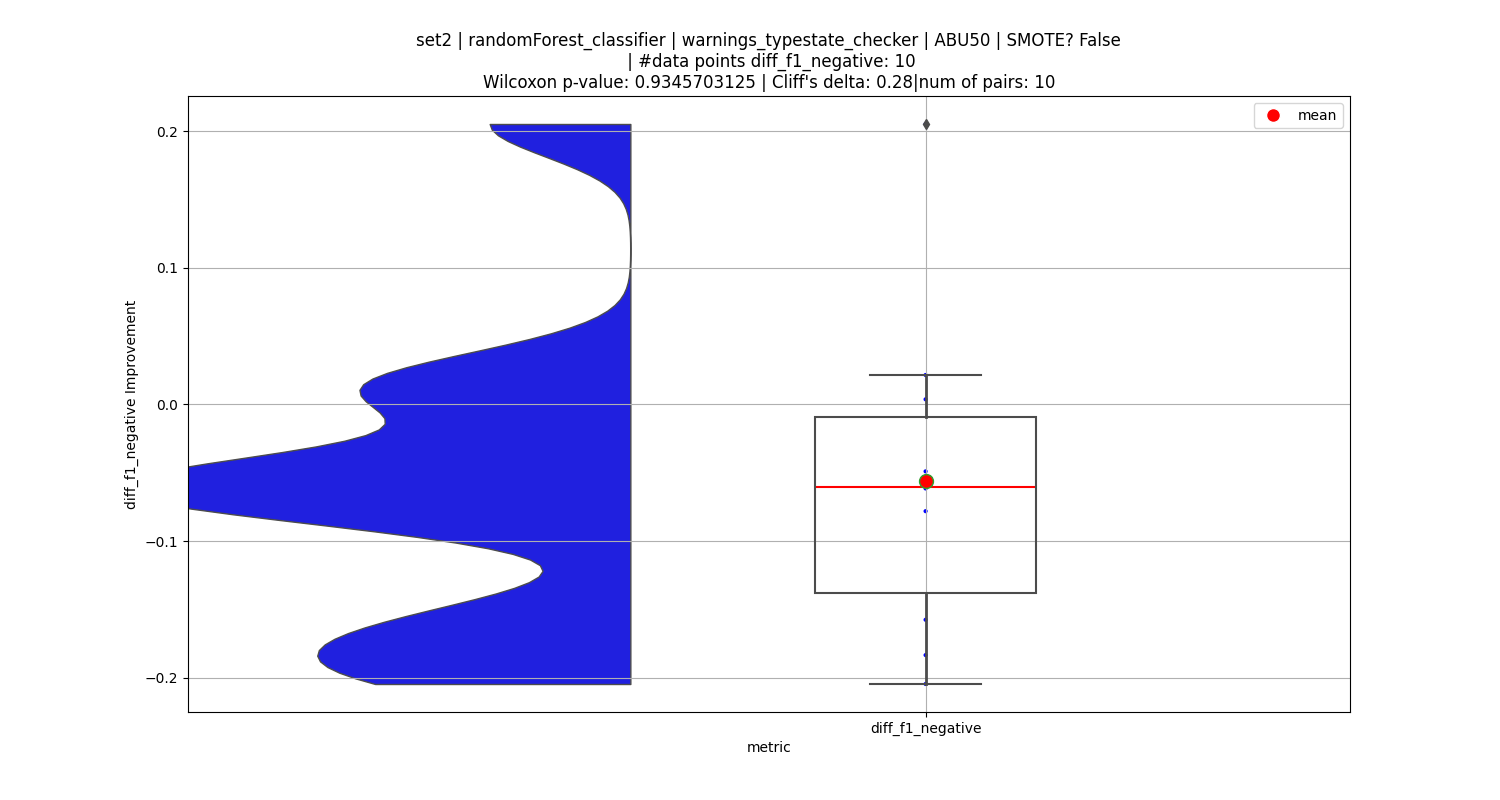 set2 | randomForest_classifier | warnings_typestate_checker | ABU50 | SMOTE? False
| #data points diff_f1_negative: 10
Wilcoxon p-value: 0.9345703125 | Cliff's delta: 0.28|num of pairs: 10
mean
0.2
0.1
0.0
−0.1
−0.2
diff_f1_negative Improvement
diff_f1_negative
metric